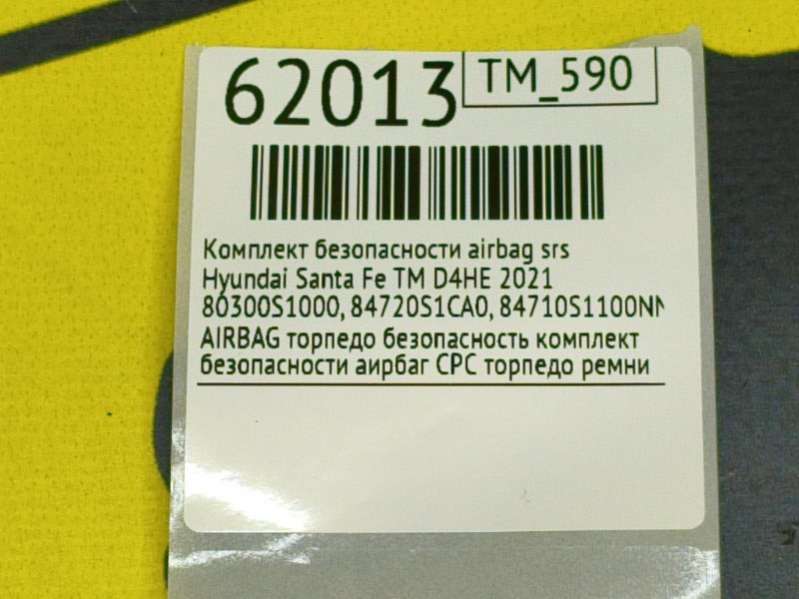 62013
TM_590
Комплект безопасности airbag srs
Hyundai Santa Fe TM D4HE 2021
80300S1000, 84720S1CA0, 84710S1100NN
AIRBAG торпедо безопасность комплект
безопасности аирбаг СРС торпедо ремни